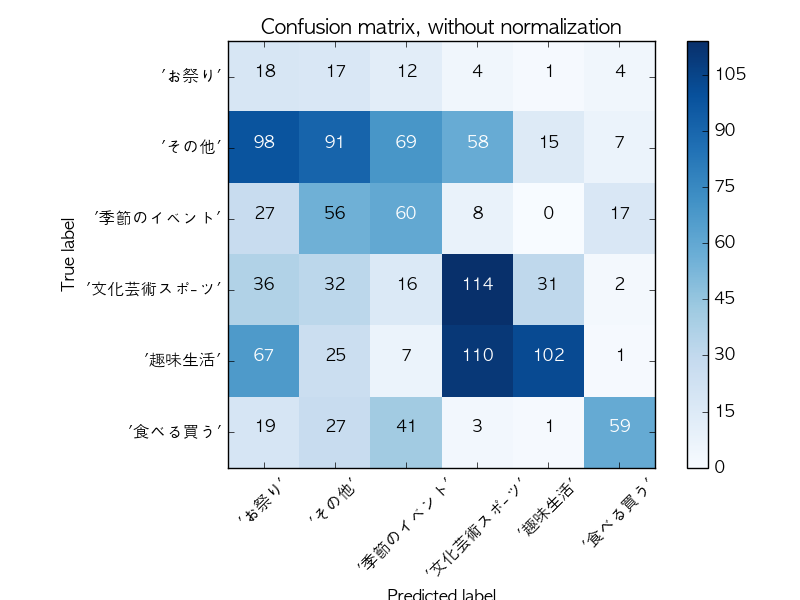 Confusion matrix, without normalization
'お祭り' 18 17 12 4 1 4
'その他' 98 91 69 58 15 7
'季節のイベント' 27 56 60 8 0 17
'文化芸術スポーツ' 36 32 16 114 31 2
'趣味生活' 67 25 7 110 102 1
'食べる買う' 19 27 41 3 1 59
True label
'お祭り' 'その他' '季節のイベント' '文化芸術スポーツ' '趣味生活' '食べる買う'
Predicted label
105
90
75
60
45
30
15
0